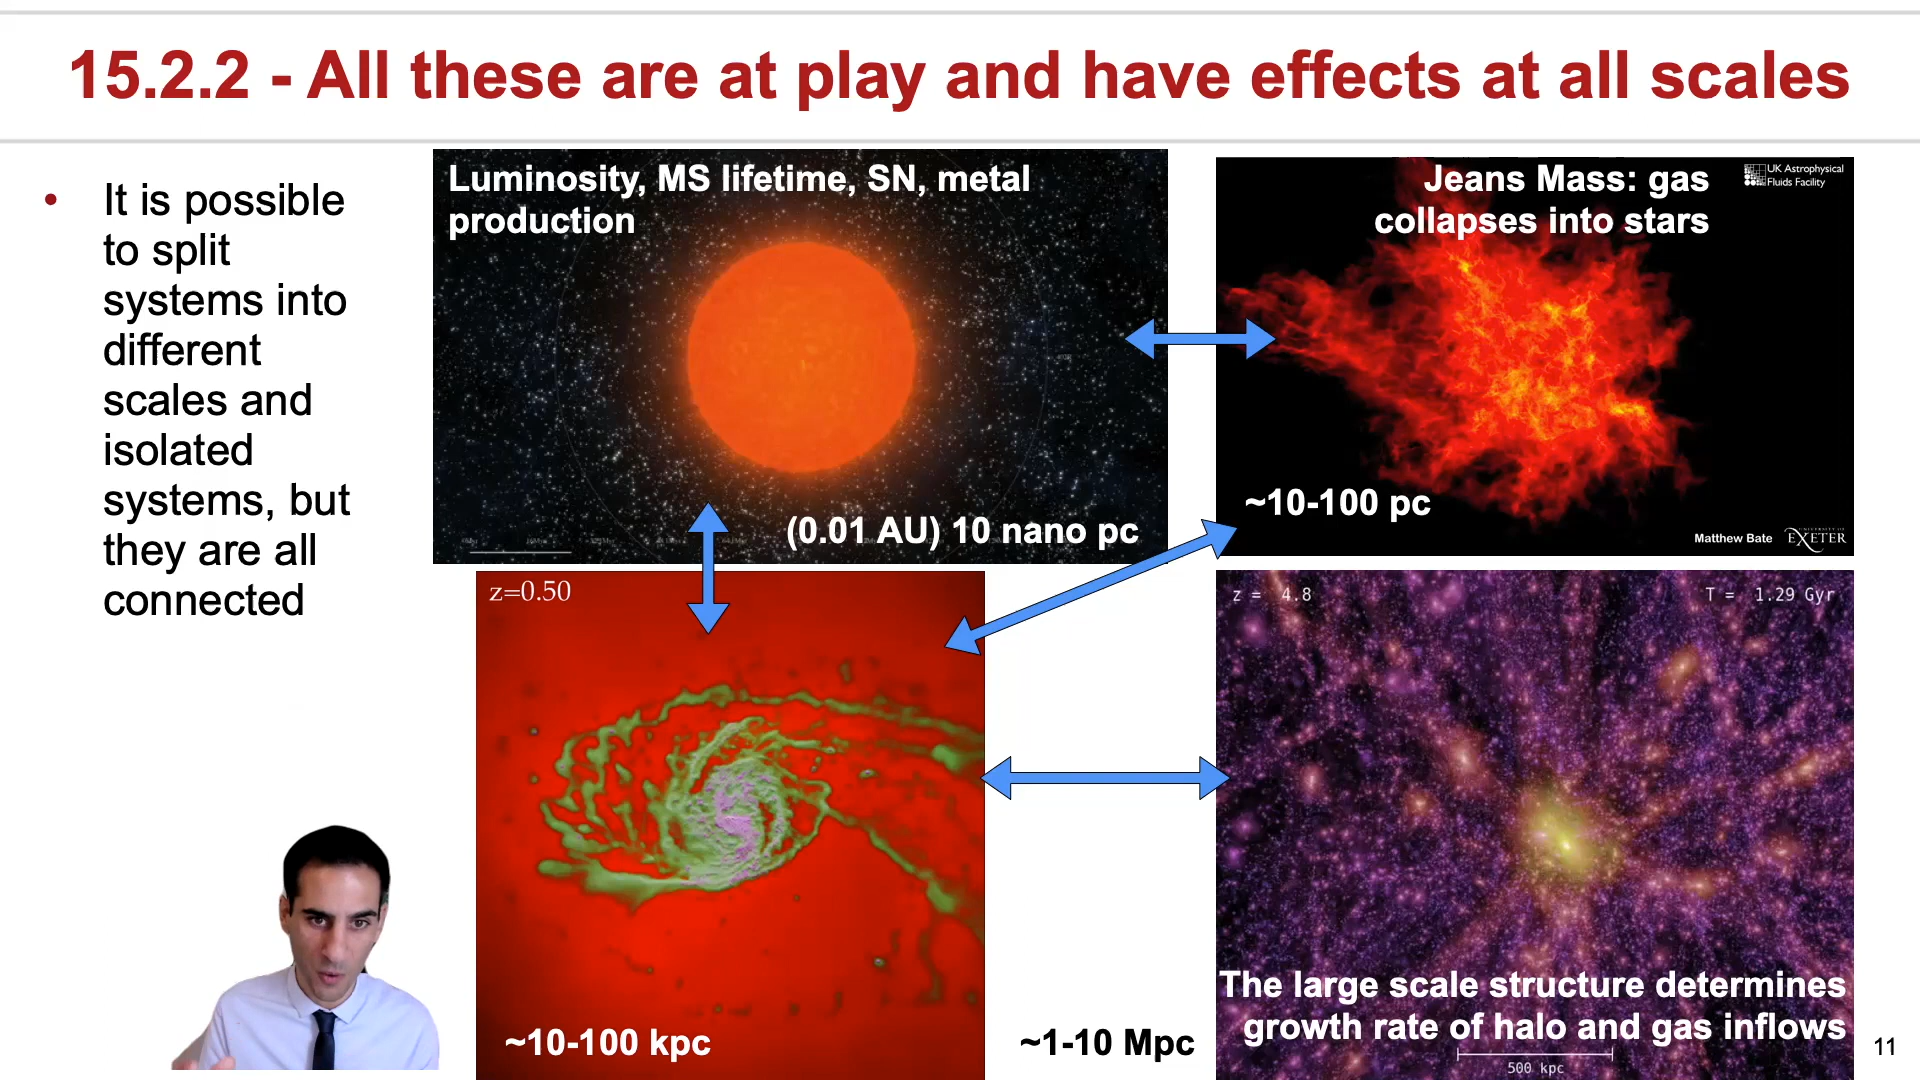 15.2.2 - All these are at play and have effects at all scales
• It is possible
to split
systems into
different
scales and
isolated
systems, but
they are all
connected
Luminosity, MS lifetime, SN, metal
production
(0.01 AU) 10 nano pc
Jeans Mass: gas
collapses into stars
UK Astrophysical
Fluids Facility
~10-100 pc
Matthew Bate
UNIVERSITY OF
EXETER
z=0.50
~10-100 kpc
z = 4.8
T = 1.29 Gyr
The large scale structure determines
growth rate of halo and gas inflows
500 kpc
~1-10 Mpc
11